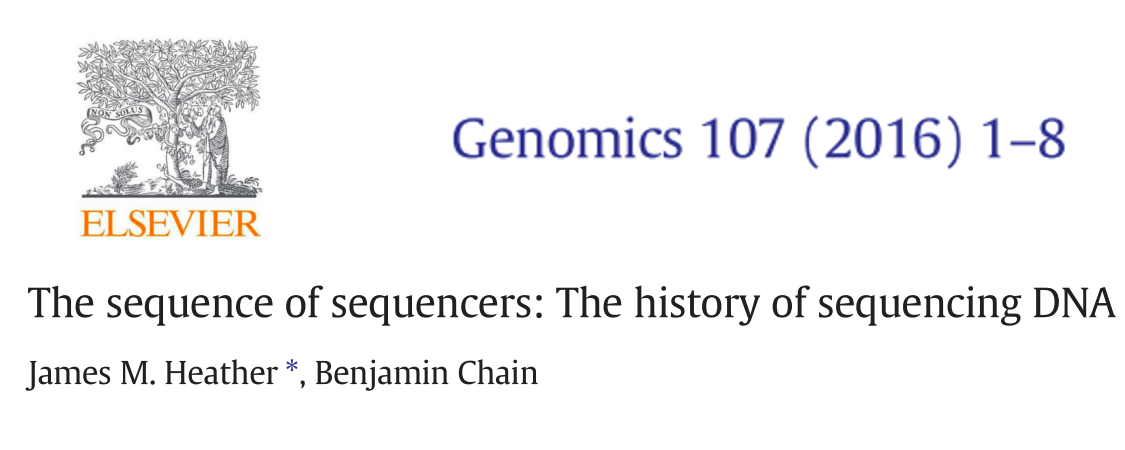 NON SOLUS
ELSEVIER
Genomics 107 (2016) 1–8
The sequence of sequencers: The history of sequencing DNA
James M. Heather *, Benjamin Chain